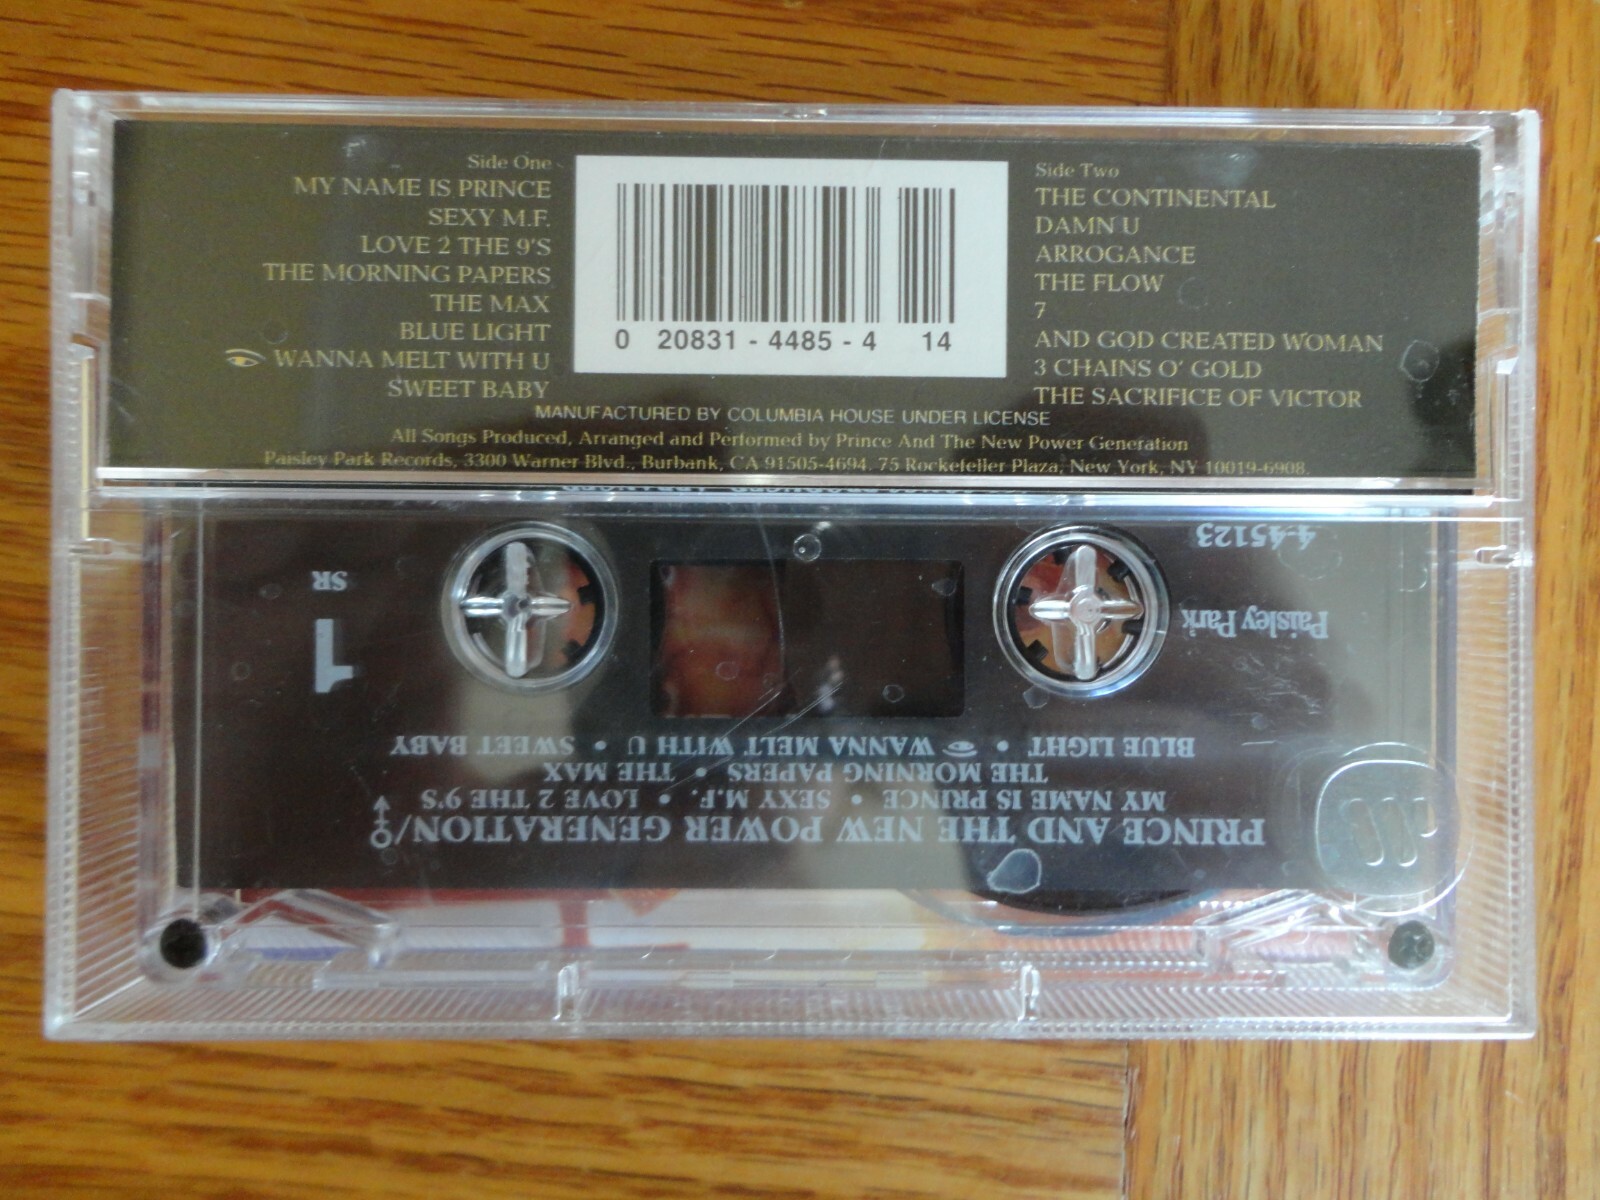 Side One
MY NAME IS PRINCE
SEXY M.F.
LOVE 2 THE 9'S
THE MORNING PAPERS
THE MAX
BLUE LIGHT
WANNA MELT WITH U
SWEET BABY
0 20831 - 4485 - 4 14
Side Two
THE CONTINENTAL
DAMN U
ARROGANCE
THE FLOW
7
AND GOD CREATED WOMAN
3 CHAINS O' GOLD
THE SACRIFICE OF VICTOR
MANUFACTURED BY COLUMBIA HOUSE UNDER LICENSE
All Songs Produced, Arranged and Performed by Prince And The New Power Generation
Paisley Park Records, 3300 Warner Blvd., Burbank, CA 91505-4694. 75 Rockefeller Plaza, New York, NY 10019-6908.
PRINCE AND THE NEW POWER GENERATION/
MY NAME IS PRINCE • SEXY M.F. • LOVE 2 THE 9'S
THE MORNING PAPERS • THE MAX
BLUE LIGHT • WANNA MELT WITH U • SWEET BABY
Paisley Park
1
SR
4-45123